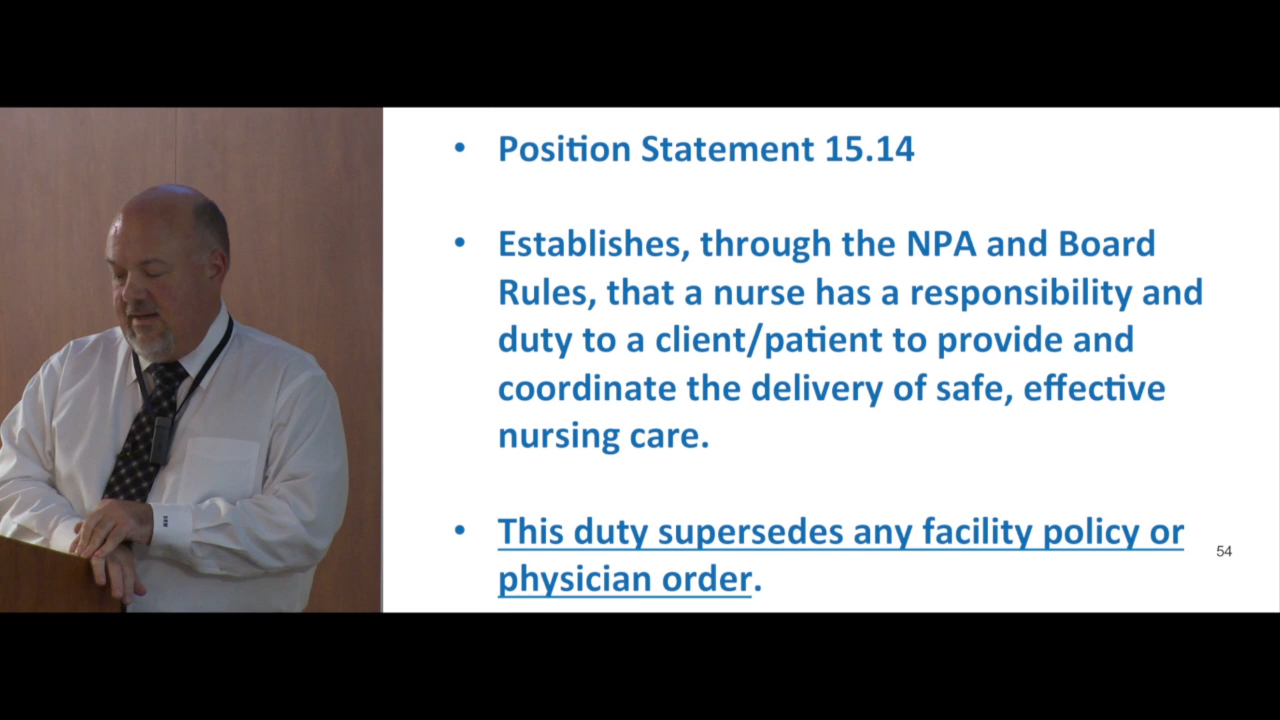 • Position Statement 15.14
• Establishes, through the NPA and Board
Rules, that a nurse has a responsibility and
duty to a client/patient to provide and
coordinate the delivery of safe, effective
nursing care.
• This duty supersedes any facility policy or
physician order.
54